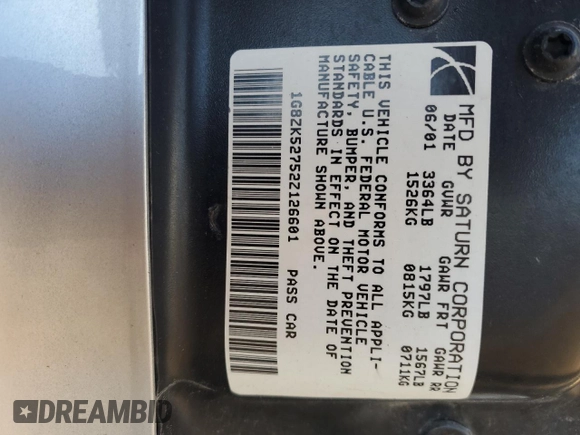 MFD BY SATURN CORPORATION
DATE GVWR GAWR FRT GAWR RR
06/01 3364LB 1797LB 1567LB
1526KG 0815KG 0711KG
THIS VEHICLE CONFORMS TO ALL APPLI-
CABLE U.S. FEDERAL MOTOR VEHICLE
SAFETY, BUMPER, AND THEFT PREVENTION
STANDARDS IN EFFECT ON THE DATE OF
MANUFACTURE SHOWN ABOVE.
1G8ZK52752Z126601 PASS CAR
DREAMBID